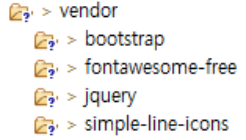 > vendor
> bootstrap
> fontawesome-free
> jquery
> simple-line-icons